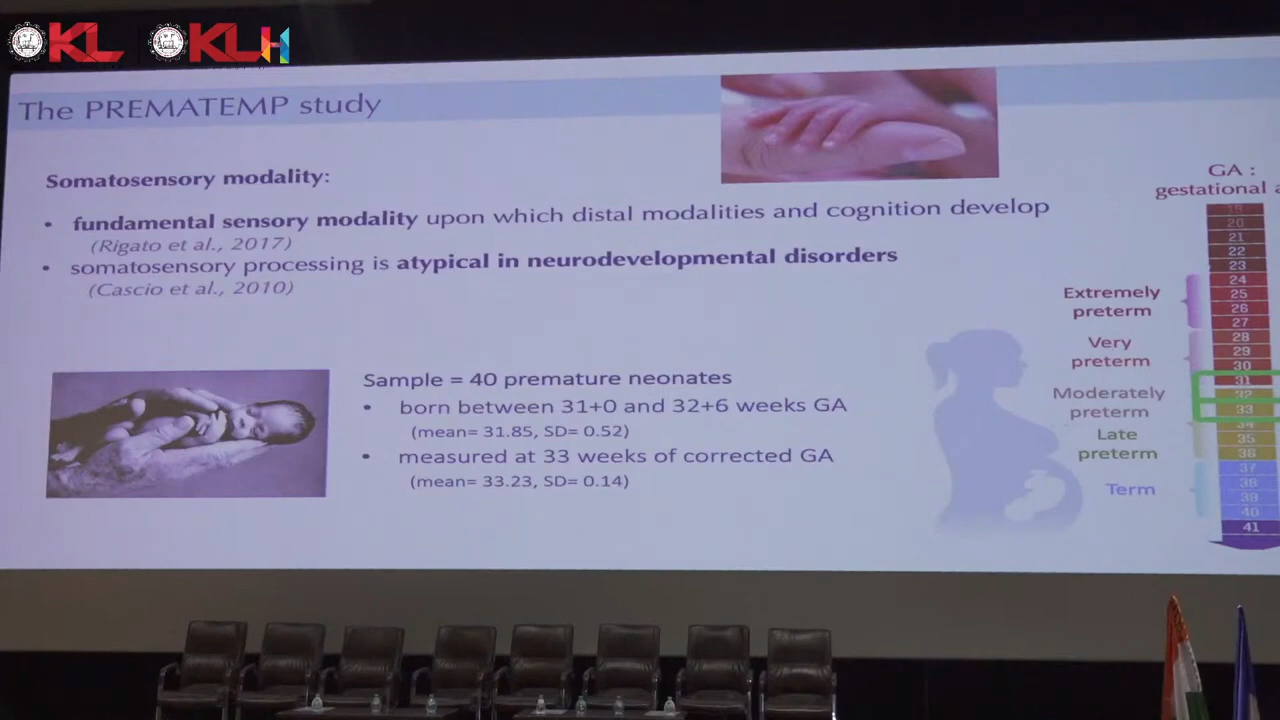 KL KLH
The PREMATEMP study
Somatosensory modality:
• fundamental sensory modality upon which distal modalities and cognition develop
(Rigato et al., 2017)
• somatosensory processing is atypical in neurodevelopmental disorders
(Cascio et al., 2010)
Sample = 40 premature neonates
• born between 31+0 and 32+6 weeks GA
(mean= 31.85, SD= 0.52)
• measured at 33 weeks of corrected GA
(mean= 33.23, SD= 0.14)
GA :
gestational a
19
20
21
22
23
24
25
26
27
28
29
30
31
32
33
34
35
36
37
38
39
40
41
Extremely
preterm
Very
preterm
Moderately
preterm
Late
preterm
Term